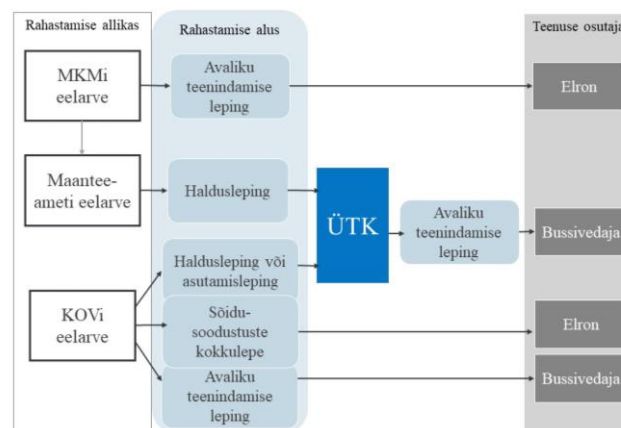 Rahastamise allikas
Rahastamise alus
Teenuse osutaja
MKMi
eelarve
Avaliku
teenindamise
leping
Elron
Maantee-
ameti eelarve
Haldusleping
ÜTK
Avaliku
teenindamise
leping
Bussivedaja
Haldusleping või
asutamisleping
KOVi
eelarve
Sõidu-
soodustuste
kokkulepe
Elron
Avaliku
teenindamise
leping
Bussivedaja